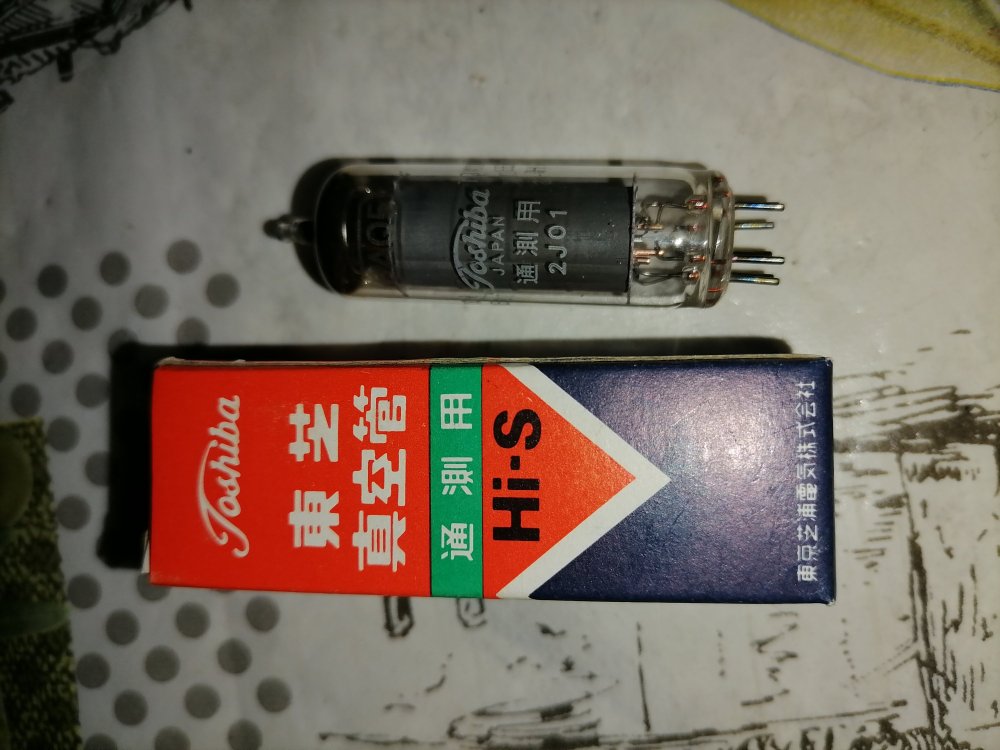 Toshiba
JAPAN
通測用
2J01
Toshiba
東芝
真空管
通測用
Hi-S
東京芝浦電気株式会社